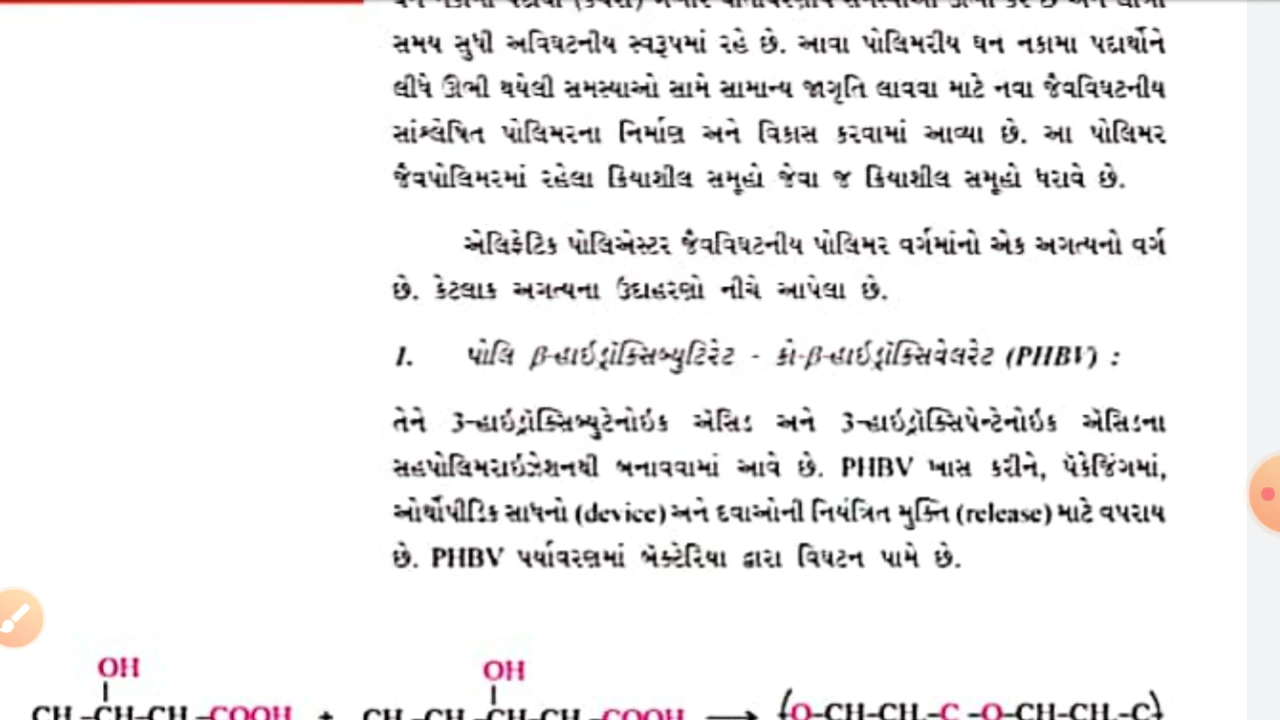 સમય સુધી અવિઘટનીય સ્વરૂપમાં રહે છે. આવા પોલિમરીય ઘન નકામા પદાર્થોને
લીધે ઊભી થયેલી સમસ્યાઓ સામે સામાન્ય જાગૃતિ લાવવા માટે નવા જૈવવિઘટનીય
સાંશ્લેષિત પોલિમરના નિર્માણ અને વિકાસ કરવામાં આવ્યા છે. આ પોલિમર
જૈવપોલિમરમાં રહેલા ક્રિયાશીલ સમૂહો જેવા જ ક્રિયાશીલ સમૂહો ધરાવે છે.
એલિફેટિક પોલિએસ્ટર જૈવવિઘટનીય પોલિમર વર્ગમાંનો એક અગત્યનો વર્ગ
છે. કેટલાક અગત્યના ઉદાહરણો નીચે આપેલા છે.
1. પોલિ β-હાઇડ્રૉક્સિબ્યુટિરેટ - કો-β-હાઇડ્રૉક્સિવેલરેટ (PHBV) :
તેને 3-હાઇડ્રૉક્સિબ્યુટેનોઇક ઍસિડ અને 3-હાઇડ્રૉક્સિપેન્ટેનોઇક ઍસિડના
સહપોલિમરાઇઝેશનથી બનાવવામાં આવે છે. PHBV ખાસ કરીને, પૅકેજિંગમાં,
ઓર્થોપીડિક સાધનો (device) અને દવાઓની નિયંત્રિત મુક્તિ (release) માટે વપરાય
છે. PHBV પર્યાવરણમાં બૅક્ટેરિયા દ્વારા વિઘટન પામે છે.
OH OH